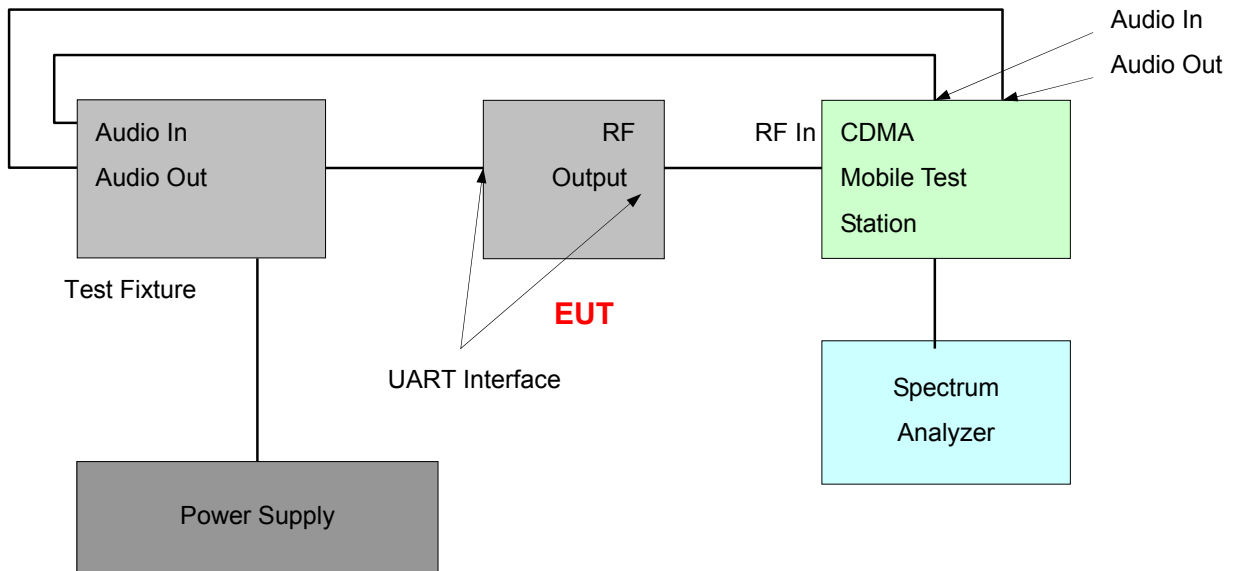 Audio In
Audio Out
Audio In
Audio Out
Test Fixture
RF
Output
EUT
UART Interface
RF In
CDMA
Mobile Test
Station
Spectrum
Analyzer
Power Supply